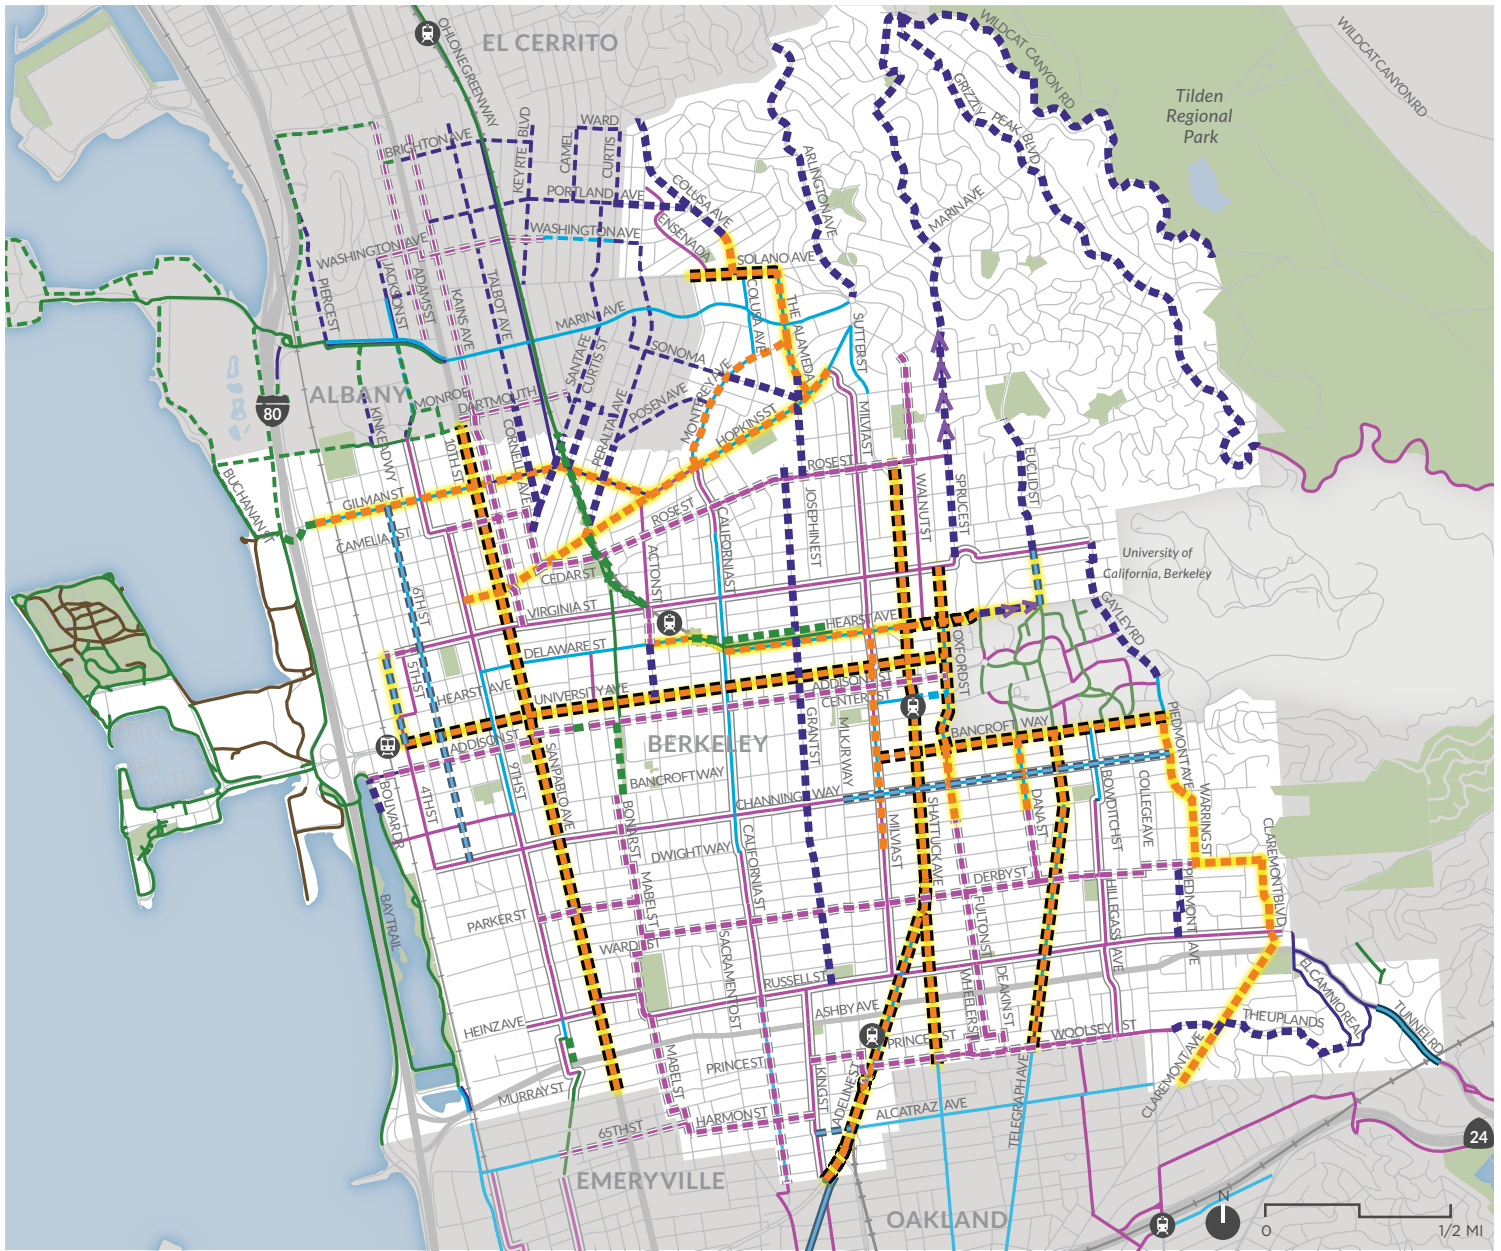 EL CERRITO
OHLONE GREENWAY
WILDCAT CANYON RD
WILDCAT CANYON RD
Tilden
Regional
Park
GRIZZLY PEAK BLVD
WARD
BRIGHTON AVE
KEY RTE BLVD
CAMEL
CURTIS
PORTLAND AVE
COLUSA AVE
ARLINGTON AVE
MARIN AVE
ENSENADA
WASHINGTON AVE
WASHINGTON AVE
SOLANO AVE
PIERCE ST
JACKSON ST
ADAMS ST
KAINS AVE
TALBOT AVE
COLUSA AVE
THE ALAMEDA
SUTTER ST
MARIN AVE
SANTA FE
CURTIS ST
SONOMA
ALBANY
80
MONROE
DARTMOUTH
POSEN AVE
MONTEREY AVE
HOPKINS ST
MILVIA ST
KINKEAD WY
10TH ST
CORNELL AVE
PERALTA AVE
ROSE ST
BUCHANAN ST
GILMAN ST
CAMELIA ST
ROSE ST
JOSEPHINE ST
WALNUT ST
SPRUCE ST
EUCLID ST
CALIFORNIA ST
ACTON ST
CEDAR ST
6TH ST
VIRGINIA ST
HEARST AVE
University of
California, Berkeley
GAYLEY RD
DELAWARE ST
OXFORD ST
5TH ST
HEARST AVE
UNIVERSITY AVE
ADDISON ST
CENTER ST
ADDISON ST
BERKELEY
GRANT ST
MILKJR WAY
BANCROFT WAY
PIEDMONT AVE
BOLIVAR DR
4TH ST
9TH ST
SAN PABLO AVE
BANCROFT WAY
CHANNING WAY
BONAR ST
DWIGHT WAY
CALIFORNIA ST
MILVIA ST
SHATTUCK AVE
DANA ST
BOWDITCH ST
COLLEGE AVE
WARRING ST
CLAREMONT BLVD
DERBY ST
BAY TRAIL
PARKER ST
MABEL ST
WARD ST
SACRAMENTO ST
FULTON ST
HILLEGASS AVE
PIEDMONT AVE
RUSSELL ST
ASHBY AVE
WHEELER ST
DEAKIN ST
EL CAMNIO REAL
HEINZ AVE
PRINCE ST
WOOLSEY ST
THE UPLANDS
TUNNEL RD
MABEL ST
PRINCE ST
KING ST
ADELINE ST
MURRAY ST
HARMON ST
ALCATRAZ AVE
TELEGRAPH AVE
CLAREMONT AVE
65TH ST
EMERYVILLE
OAKLAND
24
N
0
1/2 MI